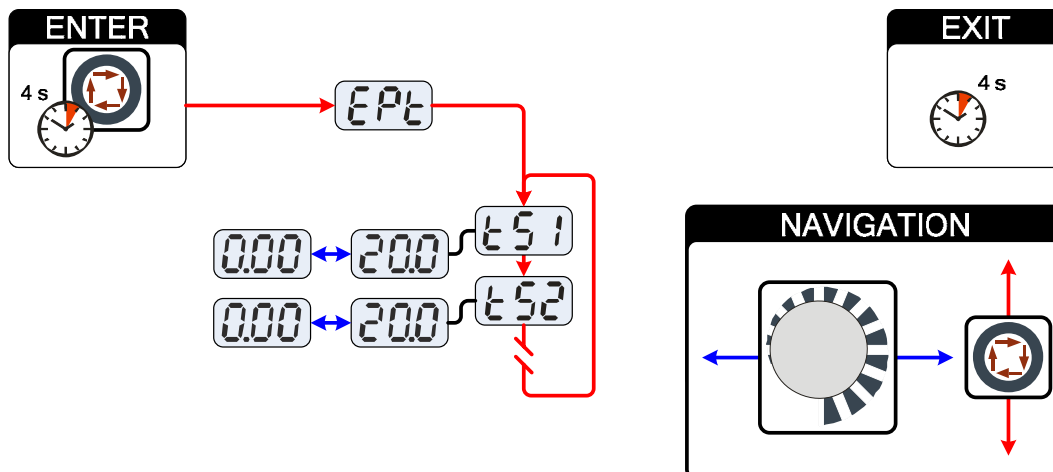 ENTER
4 s
EPt
tS1
0.00
20.0
tS2
0.00
20.0
EXIT
4 s
NAVIGATION